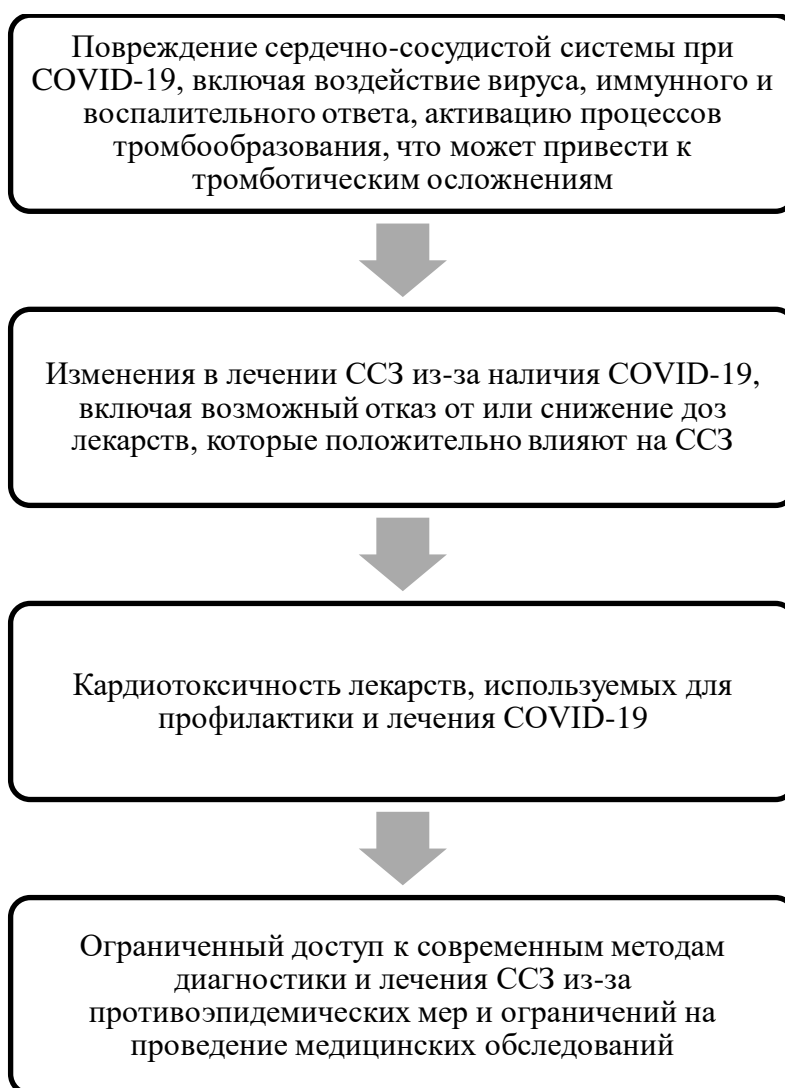 Повреждение сердечно-сосудистой системы при
COVID-19, включая воздействие вируса, иммунного и
воспалительного ответа, активацию процессов
тромбообразования, что может привести к
тромботическим осложнениям
Изменения в лечении ССЗ из-за наличия COVID-19,
включая возможный отказ от или снижение доз
лекарств, которые положительно влияют на ССЗ
Кардиотоксичность лекарств, используемых для
профилактики и лечения COVID-19
Ограниченный доступ к современным методам
диагностики и лечения ССЗ из-за
противоэпидемических мер и ограничений на
проведение медицинских обследований